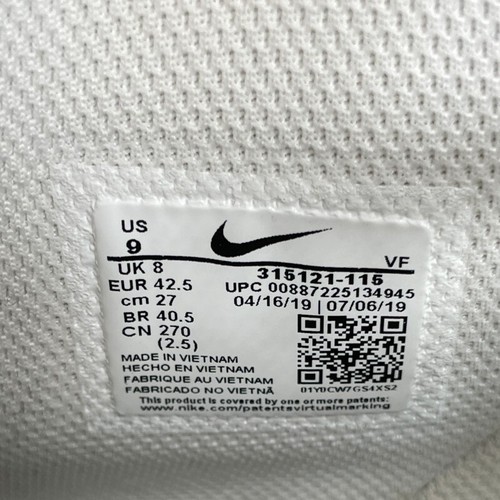 US
9
VF
UK 8
315121-115
EUR 42.5
UPC 00887225134945
cm 27
04/16/19 | 07/06/19
BR 40.5
CN 270
(2.5)
MADE IN VIETNAM
HECHO EN VIETNAM
FABRIQUE AU VIETNAM
FABRICADO NO VIETNÃ
01Y0CW7GS4XS2
This product is covered by one or more patents:
www.nike.com/patentsvirtualmarking